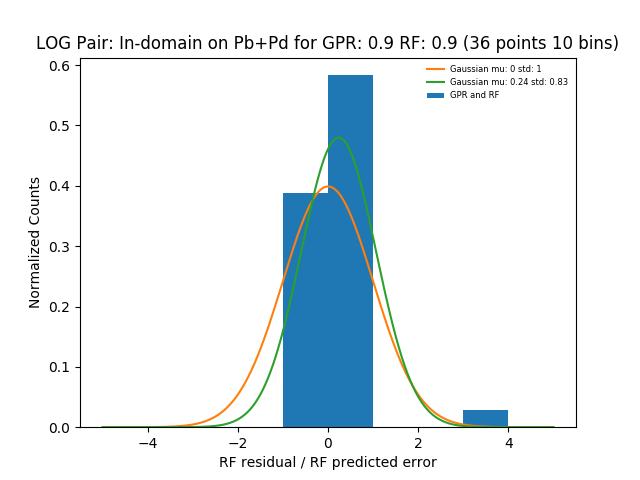 LOG Pair: In-domain on Pb+Pd for GPR: 0.9 RF: 0.9 (36 points 10 bins)
Gaussian mu: 0 std: 1
Gaussian mu: 0.24 std: 0.83
GPR and RF
Normalized Counts
0.6
0.5
0.4
0.3
0.2
0.1
0.0
−4
−2
0
2
4
RF residual / RF predicted error